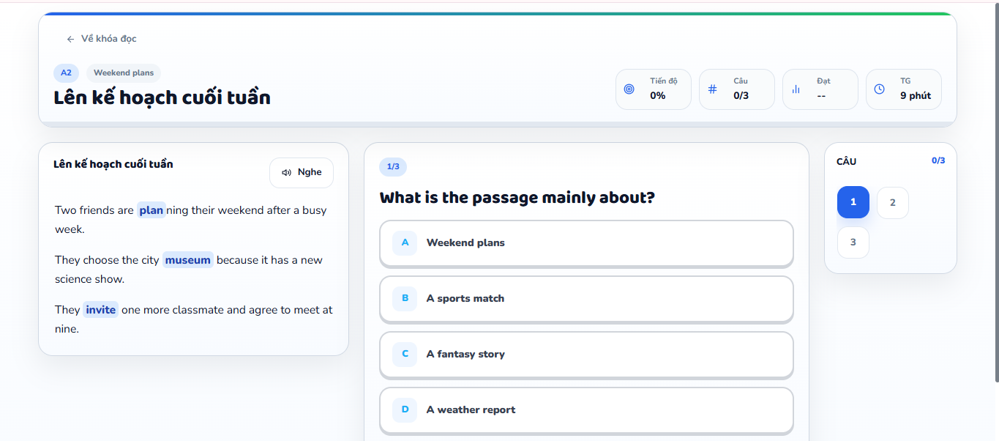 Về khóa đọc
A2
Weekend plans
Lên kế hoạch cuối tuần
Tiến độ
0%
Câu
0/3
Đạt
--
TG
9 phút
Lên kế hoạch cuối tuần
Nghe
Two friends are planning their weekend after a busy
week.
They choose the city museum because it has a new
science show.
They invite one more classmate and agree to meet at
nine.
1/3
What is the passage mainly about?
A Weekend plans
B A sports match
C A fantasy story
D A weather report
CÂU
0/3
1 2
3